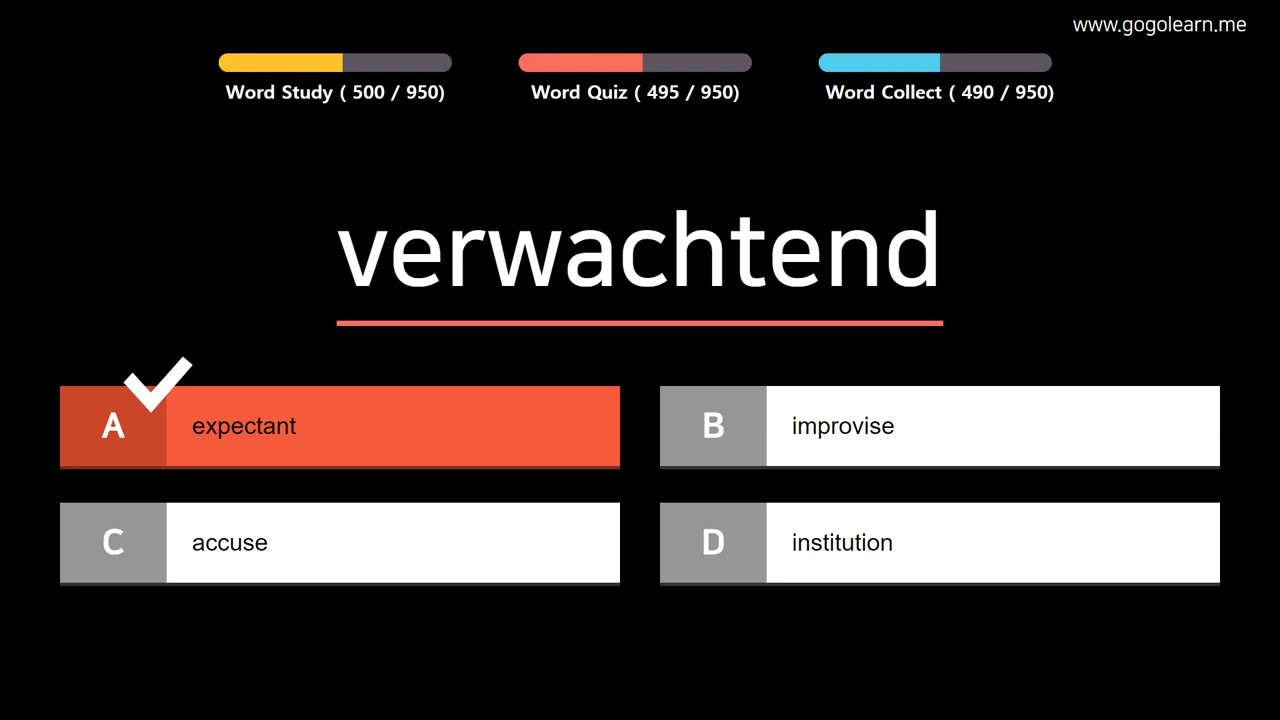 www.gogolearn.me
Word Study ( 500 / 950)
Word Quiz ( 495 / 950)
Word Collect ( 490 / 950)
verwachtend
A expectant
B improvise
C accuse
D institution